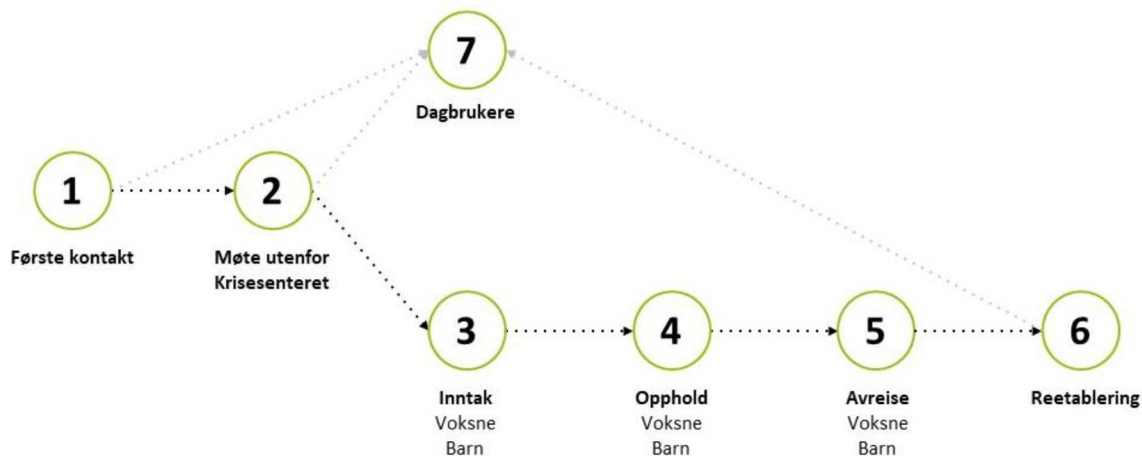 7
Dagbrukere
1
2
Første kontakt
Møte utenfor
Krisesenteret
3
4
5
6
Inntak
Voksne
Barn
Opphold
Voksne
Barn
Avreise
Voksne
Barn
Reetablering